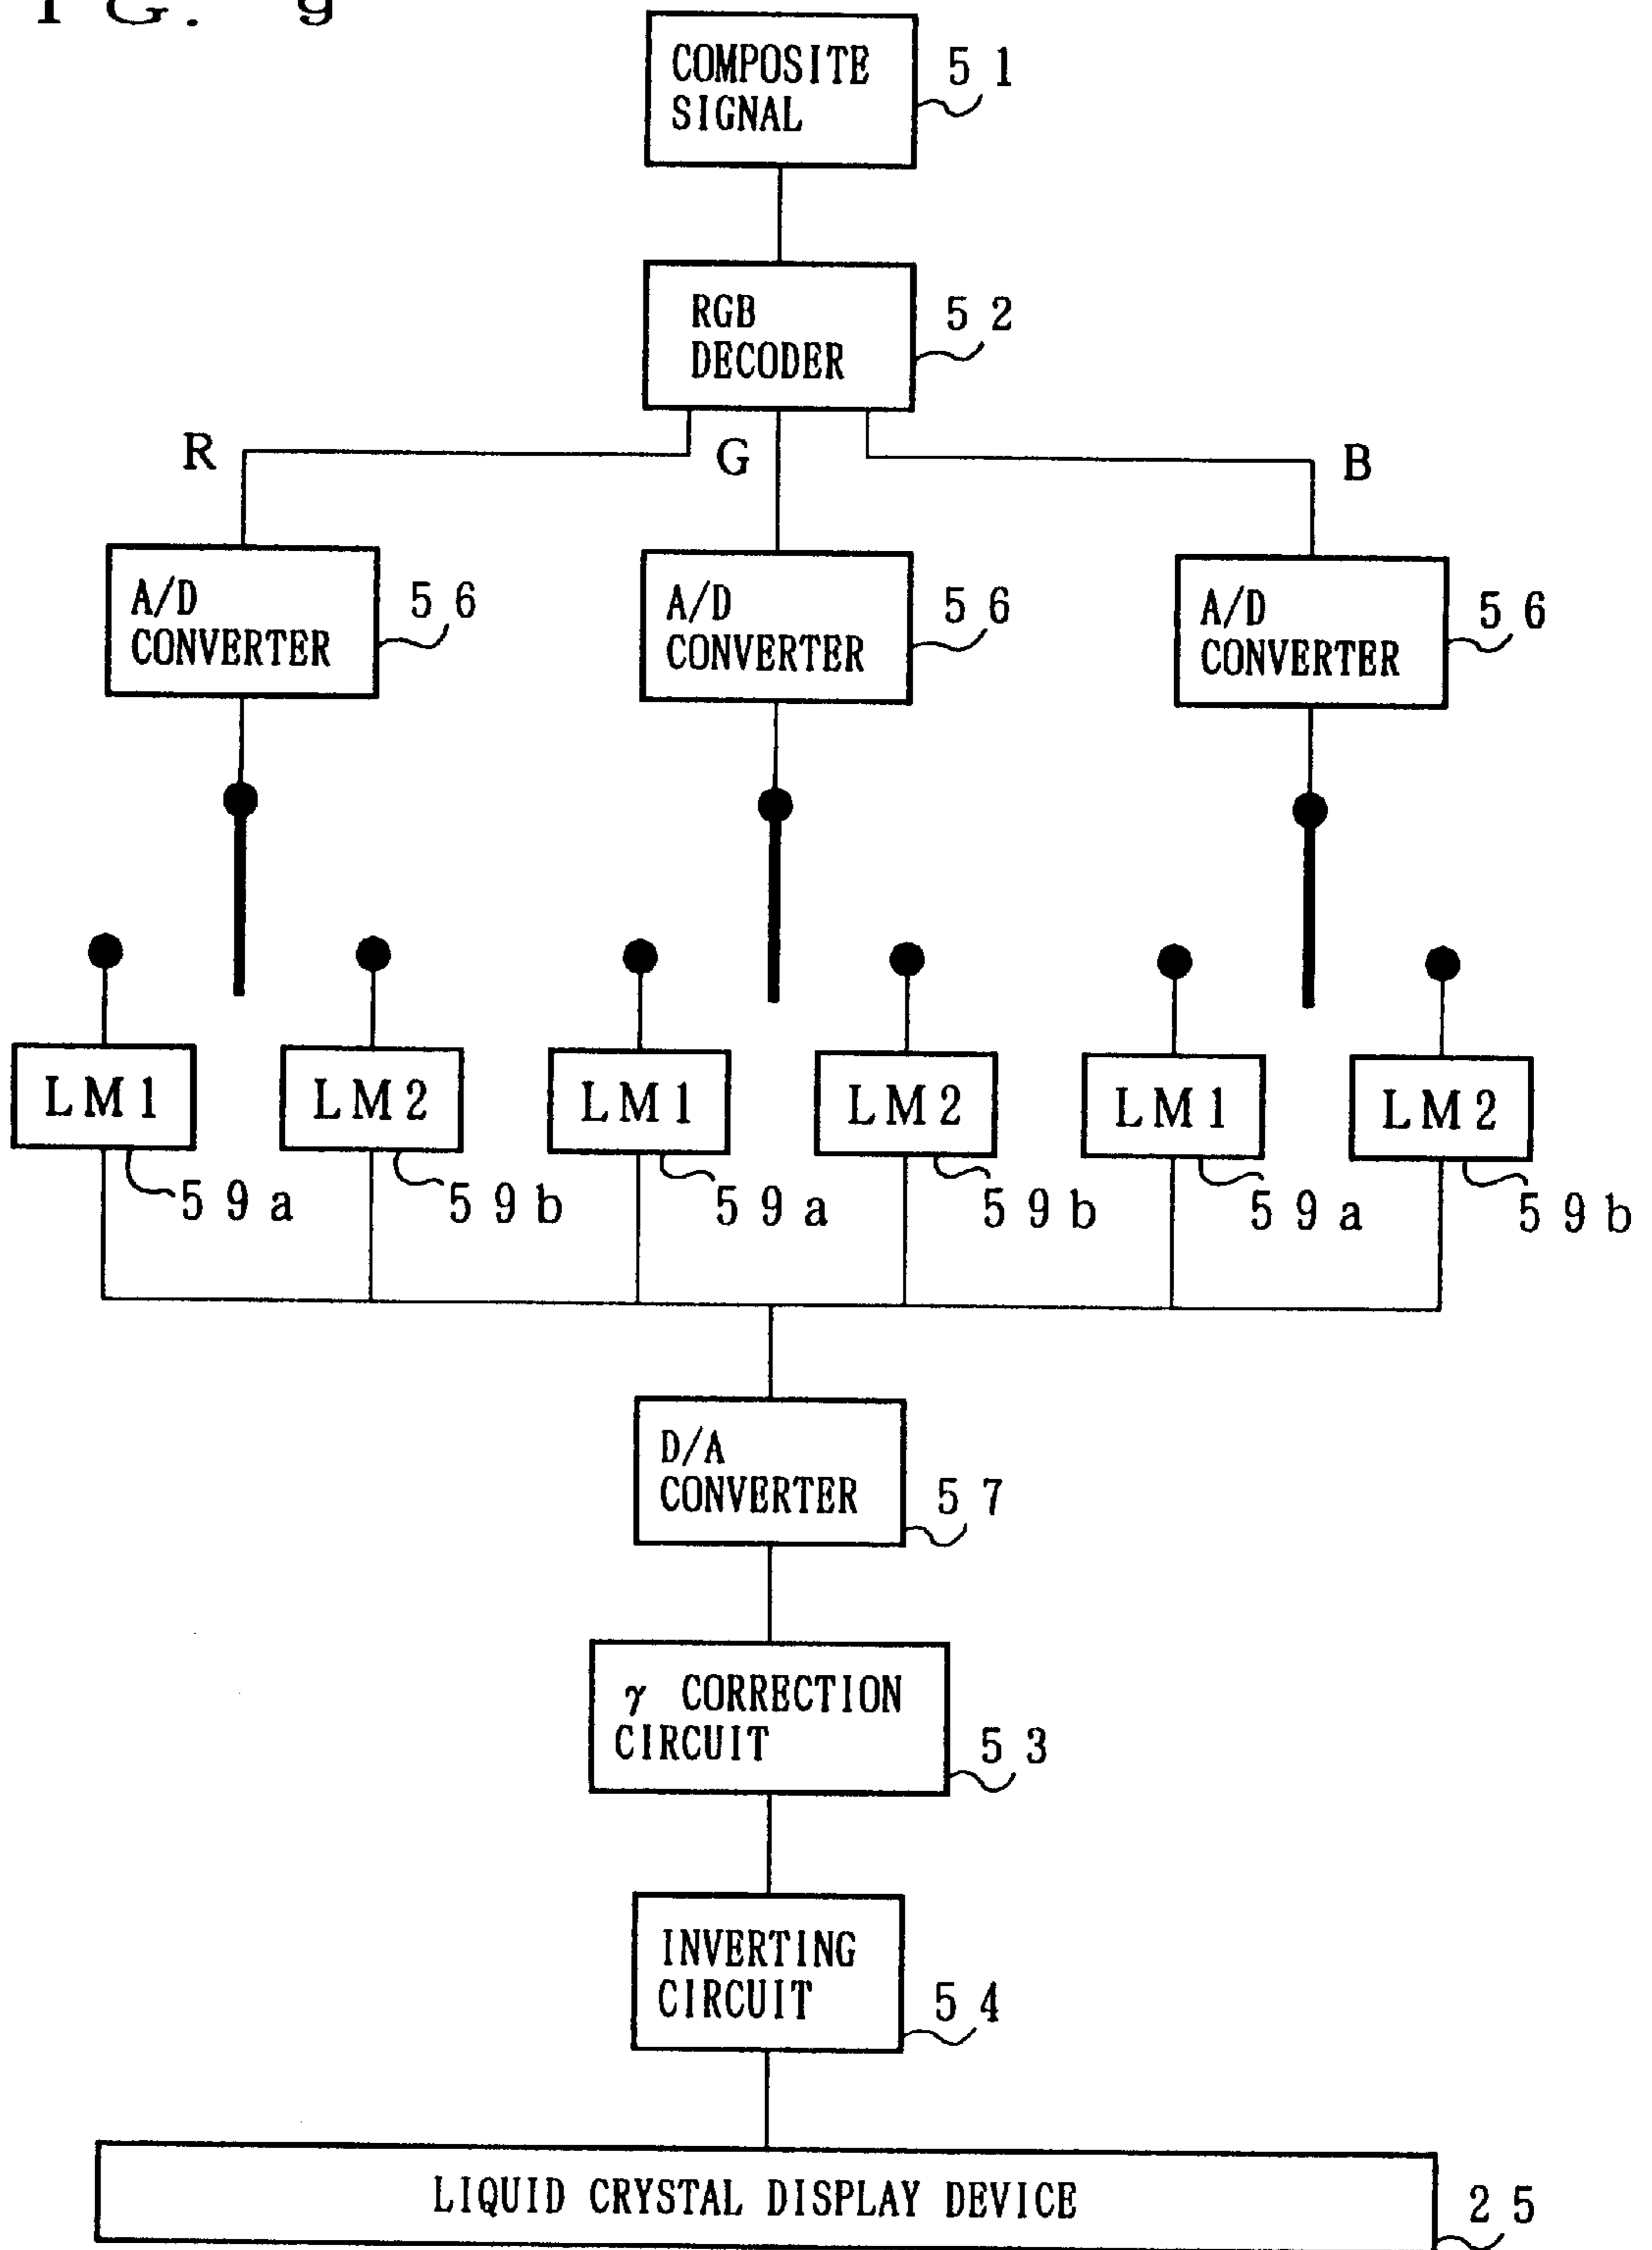 COMPOSITE
SIGNAL
51
RGB
DECODER
52
R
G
B
A/D
CONVERTER
56
A/D
CONVERTER
56
A/D
CONVERTER
56
LM1
LM2
LM1
LM2
LM1
LM2
59a
59b
59a
59b
59a
59b
D/A
CONVERTER
57
γ CORRECTION
CIRCUIT
53
INVERTING
CIRCUIT
54
LIQUID CRYSTAL DISPLAY DEVICE
25